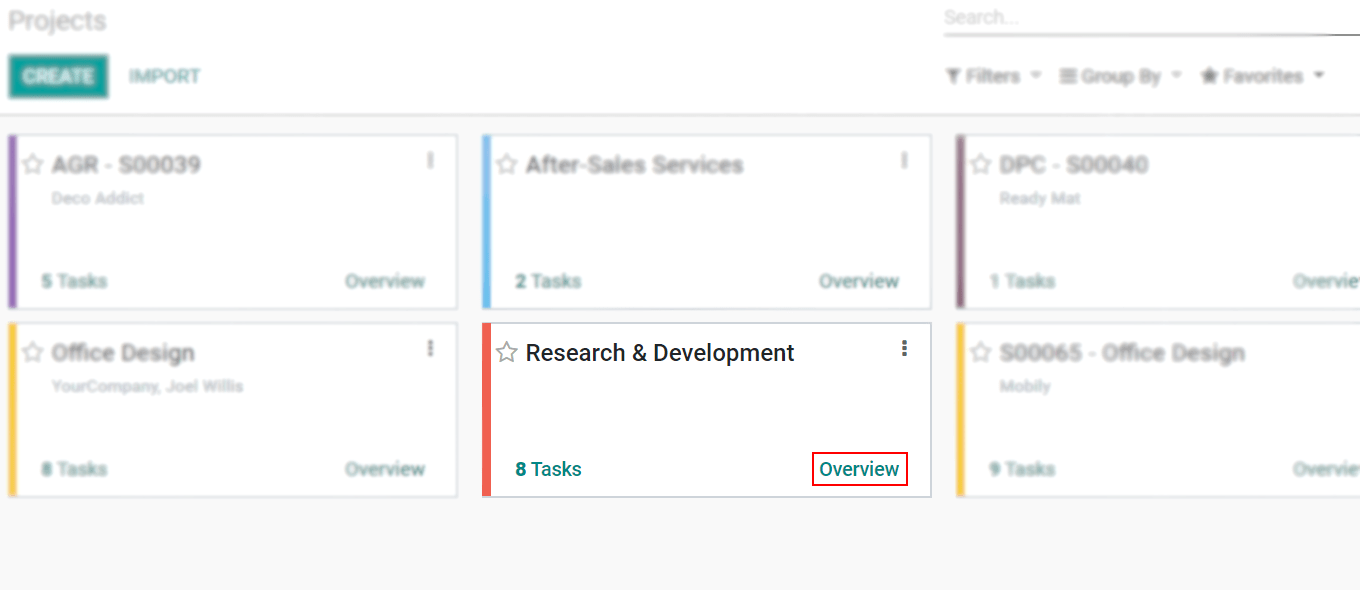 Projects
Search...
CREATE IMPORT
Filters Group By Favorites
AGR - S00039
Deco Addict
5 Tasks Overview
After-Sales Services
2 Tasks Overview
DPC - S00040
Ready Mat
1 Tasks Overvie
Office Design
YourCompany, Joel Willis
8 Tasks Overview
Research & Development
8 Tasks Overview
S00065 - Office Design
Mobily
9 Tasks Overvie